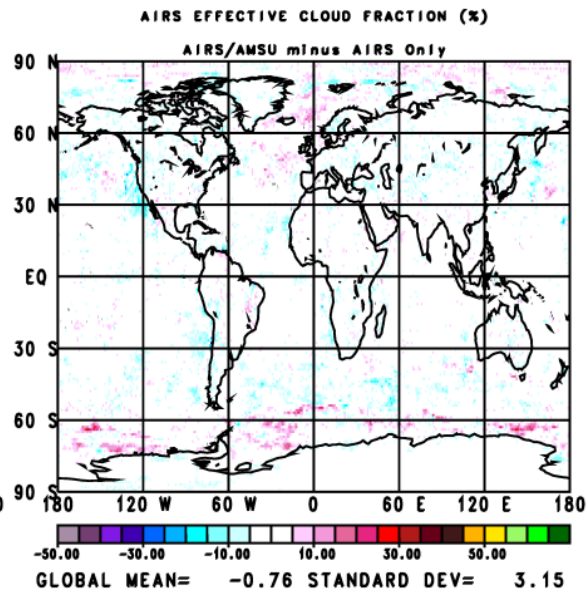 AIRS EFFECTIVE CLOUD FRACTION (%)
AIRS/AMSU minus AIRS Only
90 N
60 N
30 N
EQ
30 S
60 S
90 S
0 180 120 W 60 W 0 60 E 120 E 180
-50.00 -30.00 -10.00 10.00 30.00 50.00
GLOBAL MEAN= -0.76 STANDARD DEV= 3.15